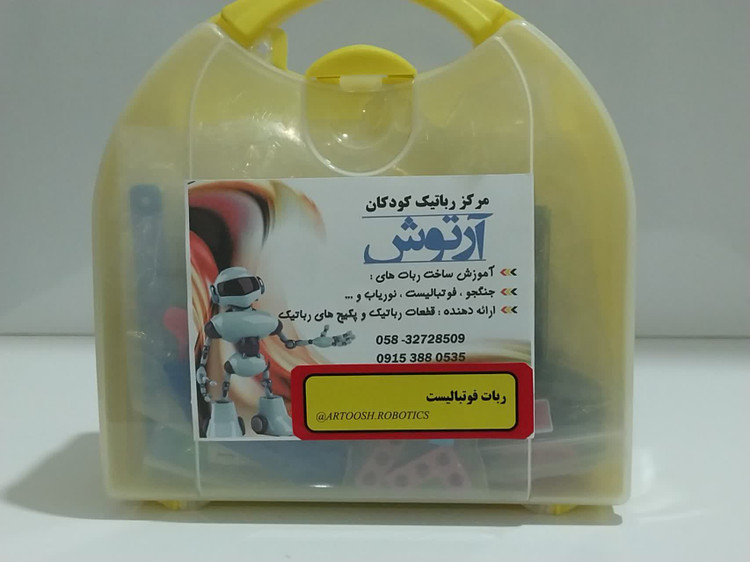 مرکز رباتیک کودکان
آرتوش
آموزش ساخت ربات های :
جنگجو ، فوتبالیست ، نوریاب و ...
ارائه دهنده : قطعات رباتیک و پکیج های رباتیک
058 -32728509
0915 388 0535
ربات فوتبالیست
@ARTOOSH.ROBOTICS